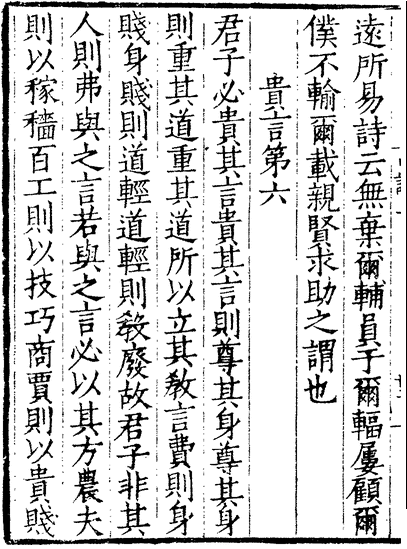 遠所易詩云無棄爾輔員于爾輻屢顧爾
僕不輸爾載親賢求助之謂也
貴言第六
君子必貴其言貴其言則尊其身尊其身
則重其道重其道所以立其敎言費則身
賤身賤則道輕道輕則敎廢故君子非其
人則弗與之言若與之言必以其方農夫
則以稼穡百工則以技巧商賈則以貴賤